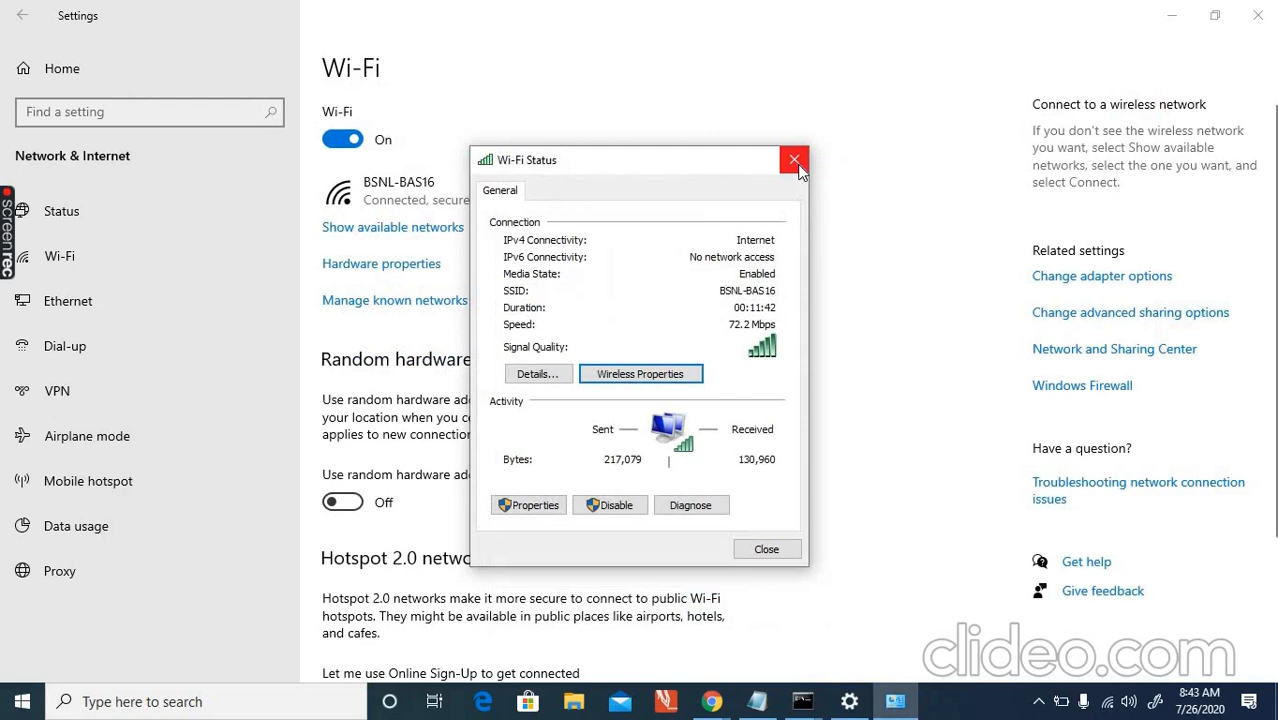 Settings
Home
Find a setting
Network & Internet
Status
Wi-Fi
Ethernet
Dial-up
VPN
Airplane mode
Mobile hotspot
Data usage
Proxy
screenrec
Wi-Fi
Wi-Fi
On
BSNL-BAS16
Connected, secure
Show available networks
Hardware properties
Manage known networks
Random hardware
Use random hardware ad
your location when you c
applies to new connection
Use random hardware add
Off
Hotspot 2.0 netwo
Hotspot 2.0 networks make it more secure to connect to public Wi-Fi
hotspots. They might be available in public places like airports, hotels,
and cafes.
Let me use Online Sign-Up to get connected
Wi-Fi Status
General
Connection
IPv4 Connectivity: Internet
IPv6 Connectivity: No network access
Media State: Enabled
SSID: BSNL-BAS16
Duration: 00:11:42
Speed: 72.2 Mbps
Signal Quality:
Details... Wireless Properties
Activity
Sent — — Received
Bytes: 217,079 130,960
Properties Disable Diagnose
Close
Connect to a wireless network
If you don't see the wireless network
you want, select Show available
networks, select the one you want, and
select Connect.
Related settings
Change adapter options
Change advanced sharing options
Network and Sharing Center
Windows Firewall
Have a question?
Troubleshooting network connection
issues
Get help
Give feedback
clideo.com
Type here to search
8:43 AM
7/26/2020